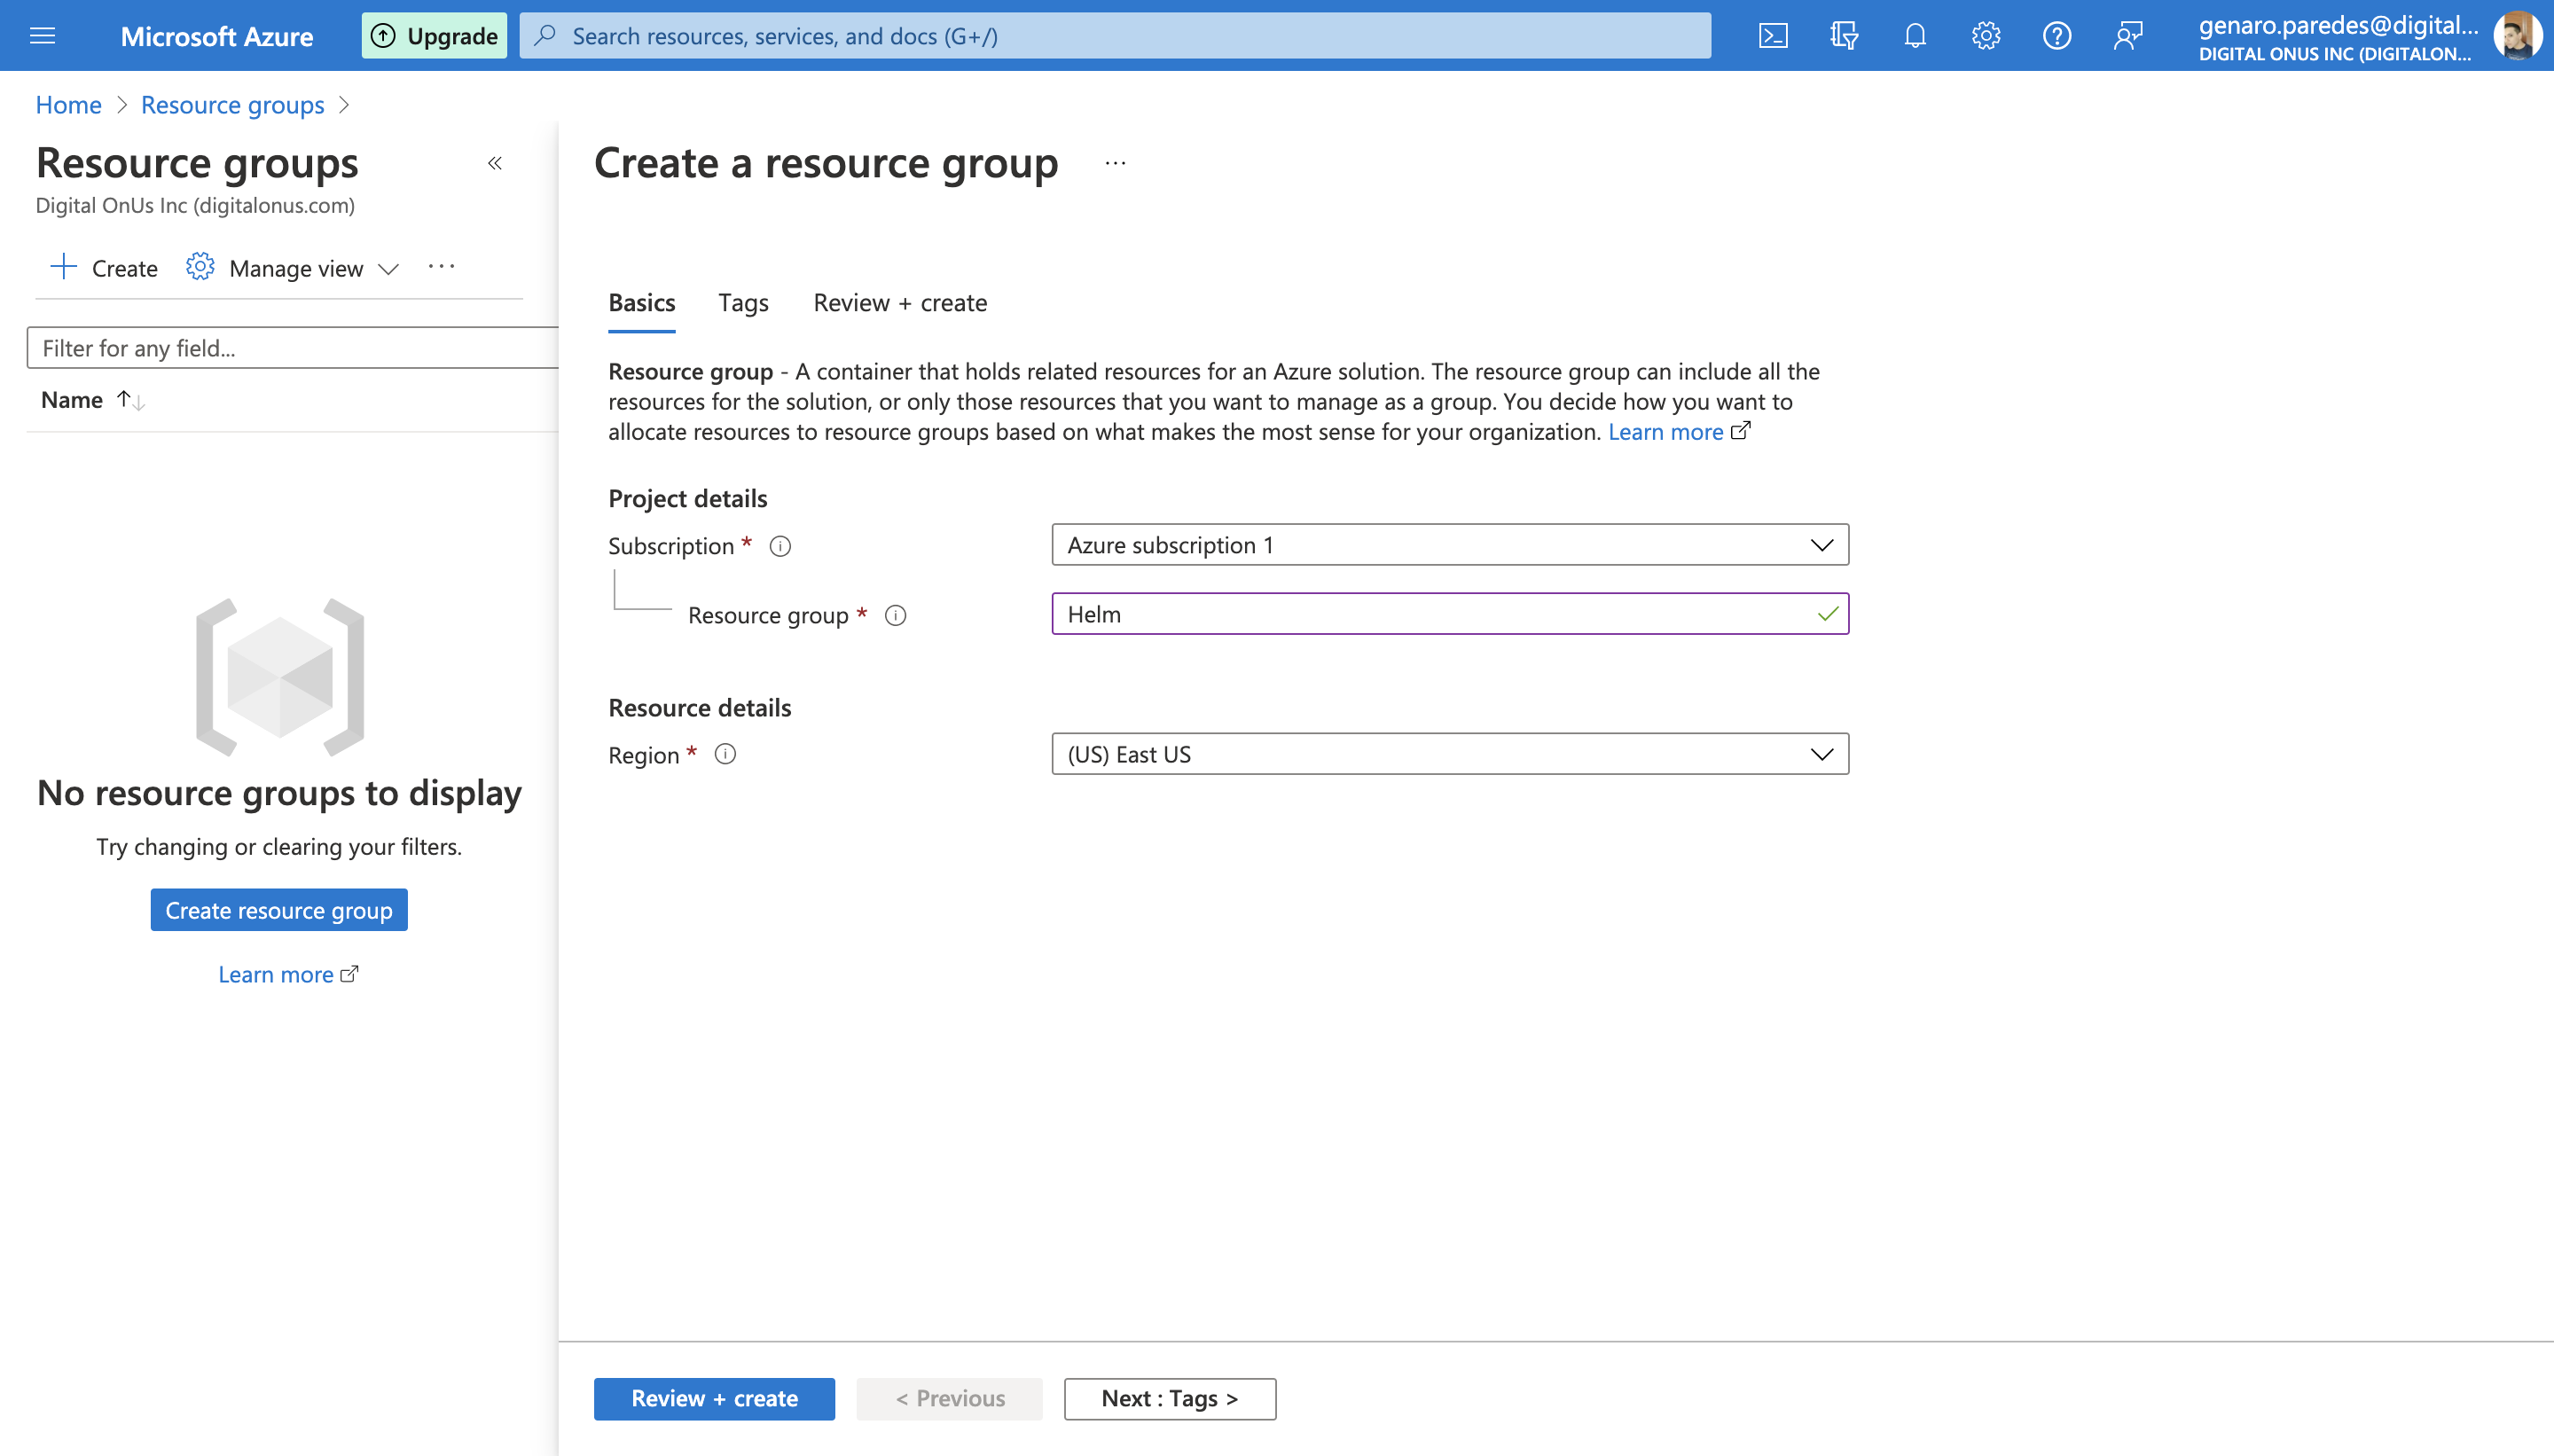 Microsoft Azure
Upgrade
Search resources, services, and docs (G+/)
genaro.paredes@digital...
DIGITAL ONUS INC (DIGITALON...
Home > Resource groups >
Resource groups
Digital OnUs Inc (digitalonus.com)
Create
Manage view
Filter for any field...
Name
No resource groups to display
Try changing or clearing your filters.
Create resource group
Learn more
Create a resource group
Basics
Tags
Review + create
Resource group - A container that holds related resources for an Azure solution. The resource group can include all the
resources for the solution, or only those resources that you want to manage as a group. You decide how you want to
allocate resources to resource groups based on what makes the most sense for your organization. Learn more
Project details
Subscription *
Azure subscription 1
Resource group *
Helm
Resource details
Region *
(US) East US
Review + create
< Previous
Next : Tags >